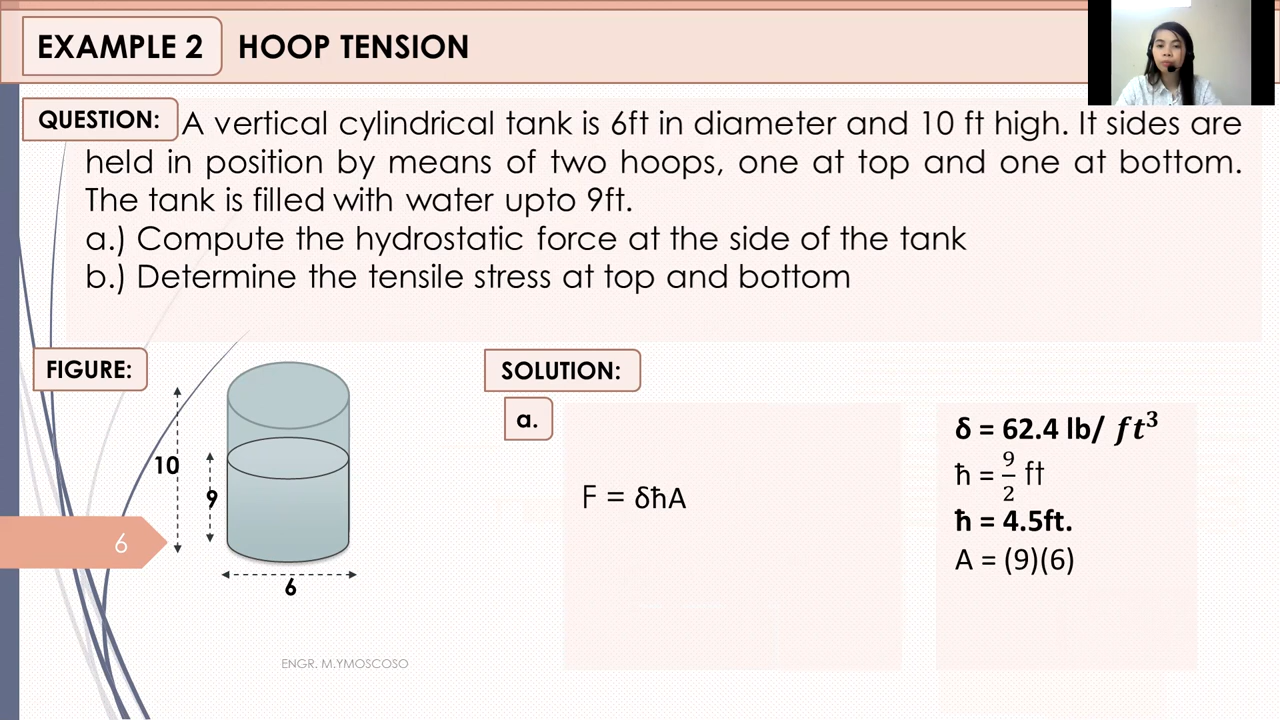 EXAMPLE 2 HOOP TENSION
QUESTION: A vertical cylindrical tank is 6ft in diameter and 10 ft high. It sides are
held in position by means of two hoops, one at top and one at bottom.
The tank is filled with water upto 9ft.
a.) Compute the hydrostatic force at the side of the tank
b.) Determine the tensile stress at top and bottom
FIGURE:
10
9
6
6
SOLUTION:
a.
F = δħA
δ = 62.4 lb/ ft³
ħ = 9/2 ft
ħ = 4.5ft.
A = (9)(6)
ENGR. M.YMOSCOSO